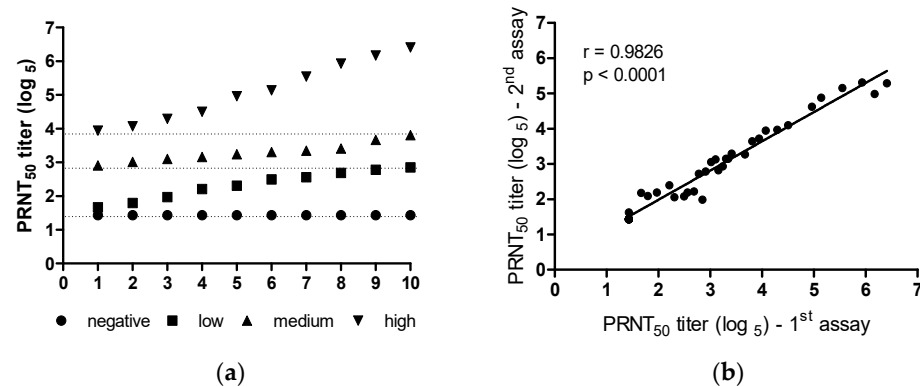 (a)
PRNT50 titer (log 5)
7
6
5
4
3
2
1
0
0 1 2 3 4 5 6 7 8 9 10
negative low medium high
(a)
(b)
PRNT50 titer (log 5) - 2nd assay
r = 0.9826
p < 0.0001
7
6
5
4
3
2
1
0
0 1 2 3 4 5 6 7
PRNT50 titer (log 5) - 1st assay
(b)